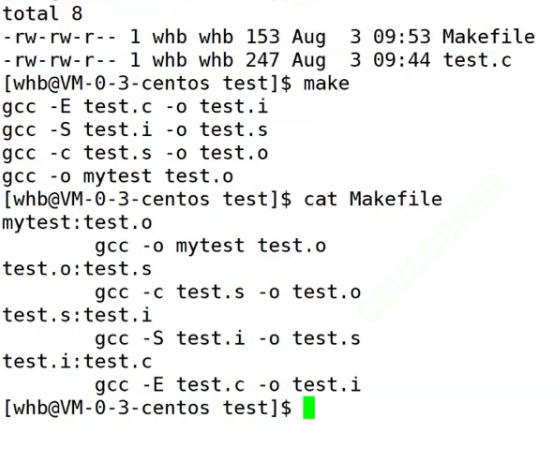 total 8
-rw-rw-r-- 1 whb whb 153 Aug  3 09:53 Makefile
-rw-rw-r-- 1 whb whb 247 Aug  3 09:44 test.c
[whb@VM-0-3-centos test]$ make
gcc -E test.c -o test.i
gcc -S test.i -o test.s
gcc -c test.s -o test.o
gcc -o mytest test.o
[whb@VM-0-3-centos test]$ cat Makefile
mytest:test.o
        gcc -o mytest test.o
test.o:test.s
        gcc -c test.s -o test.o
test.s:test.i
        gcc -S test.i -o test.s
test.i:test.c
        gcc -E test.c -o test.i
[whb@VM-0-3-centos test]$